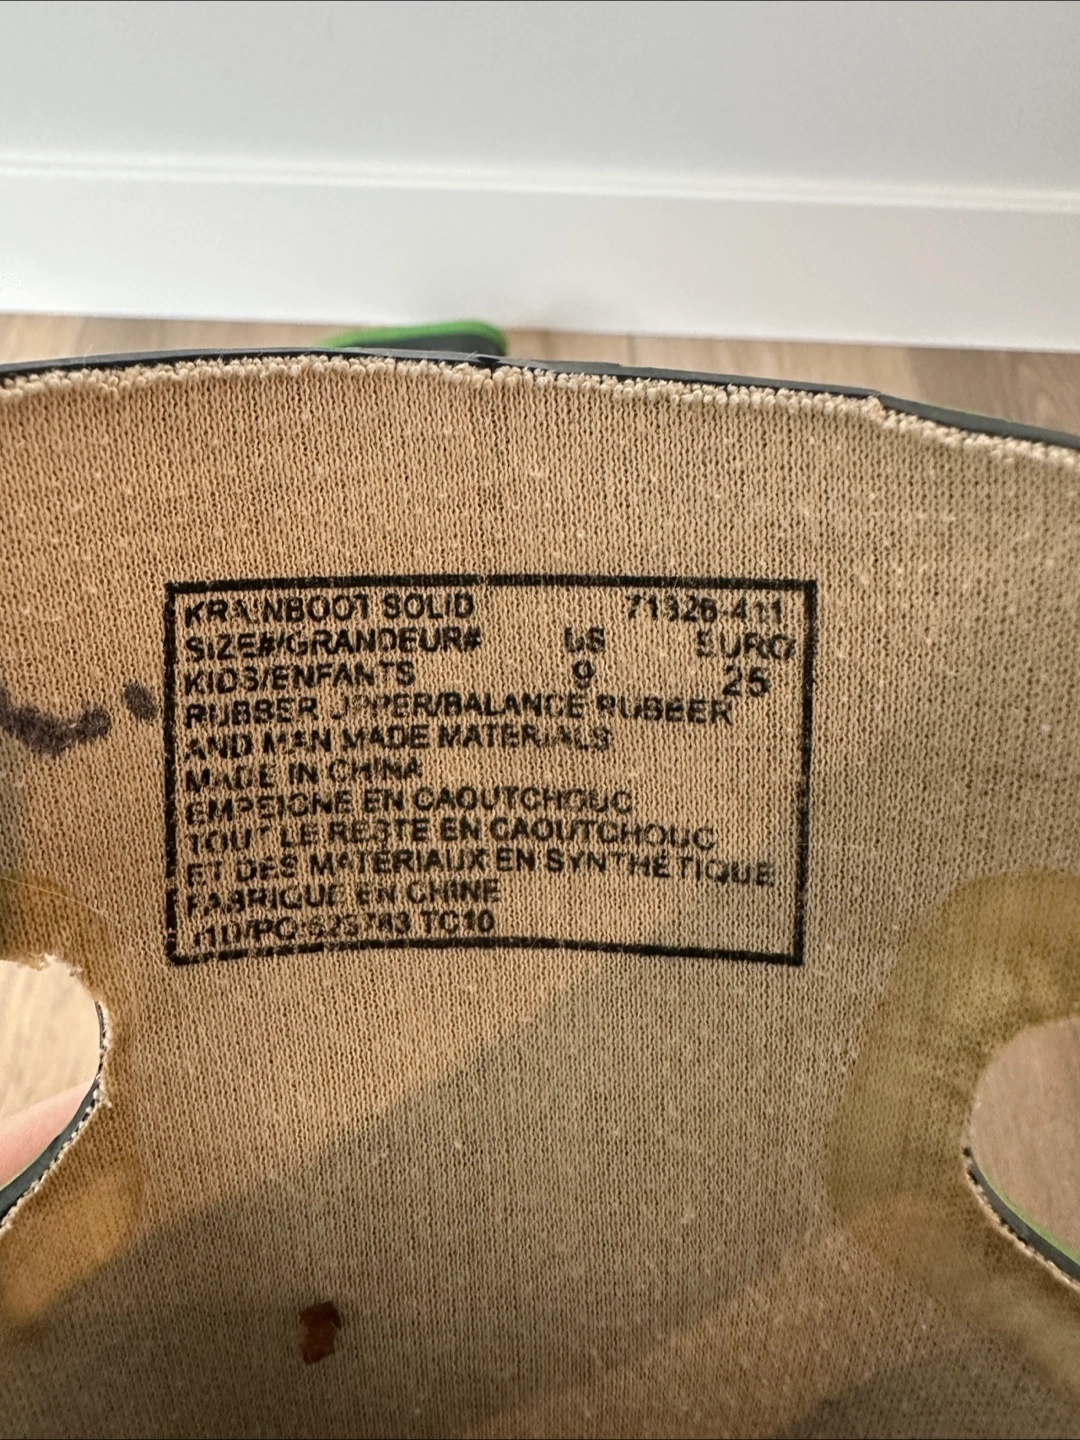 KRAINBOOT SOLID 71326-411
SIZE#/GRANDEUR# US EURO
KIDS/ENFANTS 9 25
RUBBER UPPER/BALANCE RUBBER
AND MAN MADE MATERIALS
MADE IN CHINA
EMPEIGNE EN CAOUTCHOUC
TOUT LE RESTE EN CAOUTCHOUC
ET DES MATERIAUX EN SYNTHÉTIQUE
FABRIQUE EN CHINE
TC10